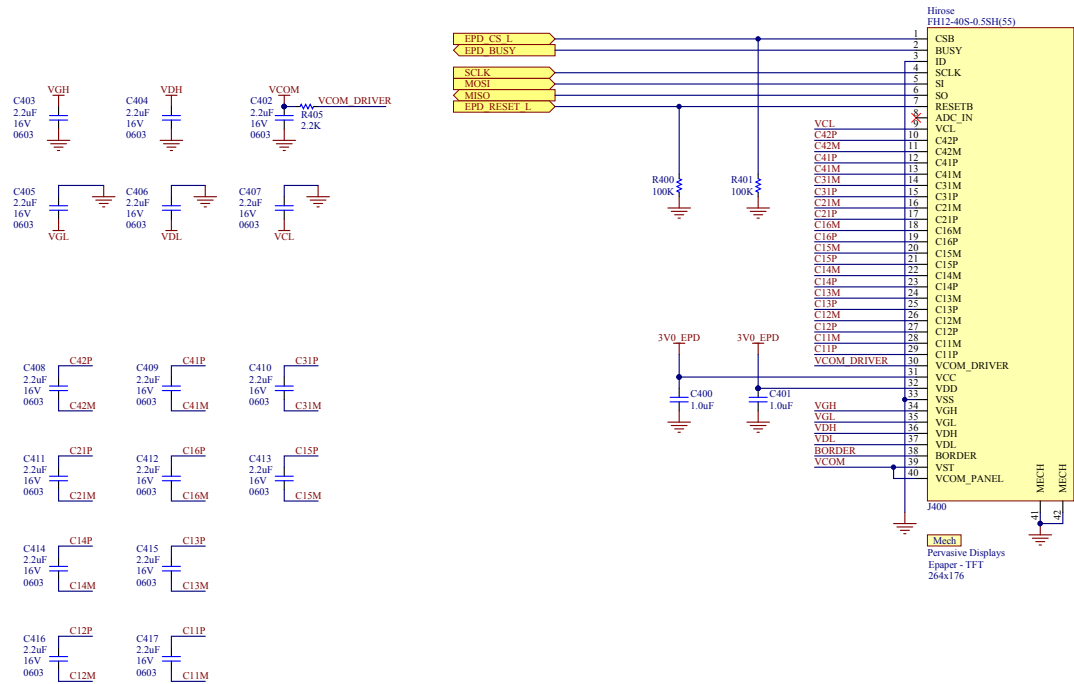 Hirose
FH12-40S-0.5SH(55)
EPD_CS_L
EPD_BUSY
SCLK
MOSI
MISO
EPD_RESET_L
1 CSB
2 BUSY
3 ID
4 SCLK
5 SI
6 SO
7 RESETB
8 ADC_IN
VCL 9 VCL
C42P 10 C42P
C42M 11 C42M
C41P 12 C41P
C41M 13 C41M
C31M 14 C31M
C31P 15 C31P
C21M 16 C21M
C21P 17 C21P
C16M 18 C16M
C16P 19 C16P
C15M 20 C15M
C15P 21 C15P
C14M 22 C14M
C14P 23 C14P
C13M 24 C13M
C13P 25 C13P
C12M 26 C12M
C12P 27 C12P
C11M 28 C11M
C11P 29 C11P
VCOM_DRIVER 30 VCOM_DRIVER
31 VCC
32 VDD
33 VSS
VGH 34 VGH
VGL 35 VGL
VDH 36 VDH
VDL 37 VDL
BORDER 38 BORDER
VCOM 39 VST
40 VCOM_PANEL
MECH
MECH
41
42
J400
Mech
Pervasive Displays
Epaper - TFT
264x176
R400
100K
R401
100K
3V0_EPD
3V0_EPD
C400
1.0uF
C401
1.0uF
VGH
C403
2.2uF
16V
0603
VDH
C404
2.2uF
16V
0603
VCOM
C402
2.2uF
16V
0603
VCOM_DRIVER
R405
2.2K
C405
2.2uF
16V
0603
VGL
C406
2.2uF
16V
0603
VDL
C407
2.2uF
16V
0603
VCL
C42P
C408
2.2uF
16V
0603
C42M
C41P
C409
2.2uF
16V
0603
C41M
C31P
C410
2.2uF
16V
0603
C31M
C21P
C411
2.2uF
16V
0603
C21M
C16P
C412
2.2uF
16V
0603
C16M
C15P
C413
2.2uF
16V
0603
C15M
C14P
C414
2.2uF
16V
0603
C14M
C13P
C415
2.2uF
16V
0603
C13M
C12P
C416
2.2uF
16V
0603
C12M
C11P
C417
2.2uF
16V
0603
C11M